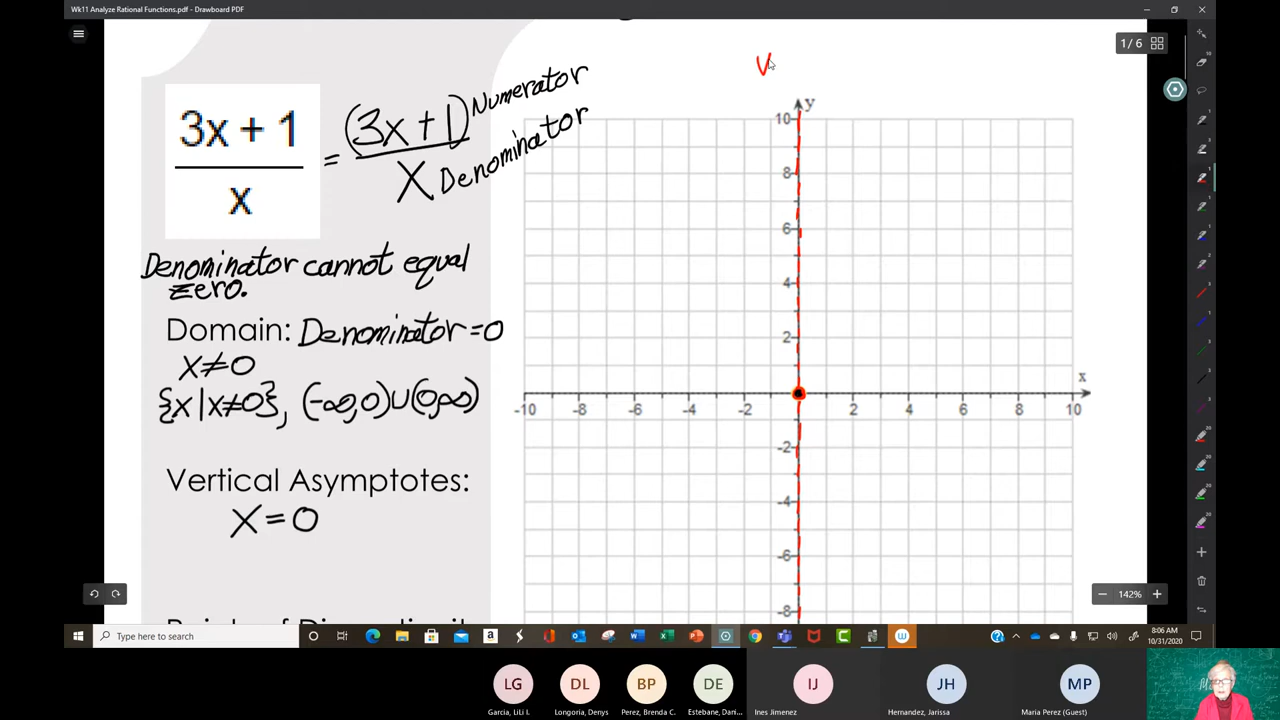 Wk11 Analyze Rational Functions.pdf - Drawboard PDF
1/6
V
3x + 1
x
= (3x + 1) Numerator
X Denominator
Denominator cannot equal
zero.
Domain: Denominator = 0
X ≠ 0
{X | X ≠ 0}, (-∞, 0) ∪ (0, ∞)
Vertical Asymptotes:
X = 0
y
10
8
6
4
2
x
-10 -8 -6 -4 -2 2 4 6 8 10
-2
-4
-6
-8
142%
Type here to search
8:06 AM
10/31/2020
LG DL BP DE IJ JH MP
Garcia, LiLi I. Longoria, Denys Perez, Brenda C. Estebane, Dani... Ines Jimenez Hernandez, Jarissa Maria Perez (Guest)